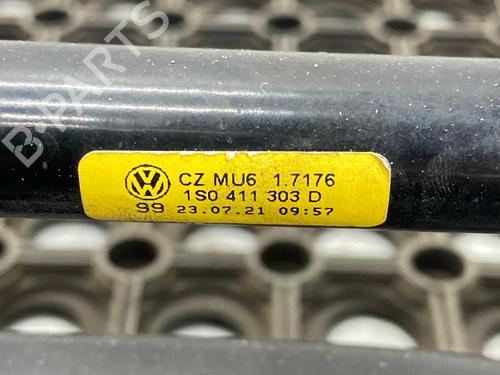 B-PARTS
CZ MU6 1.7176
1S0 411 303 D
99 23.07.21 09:57